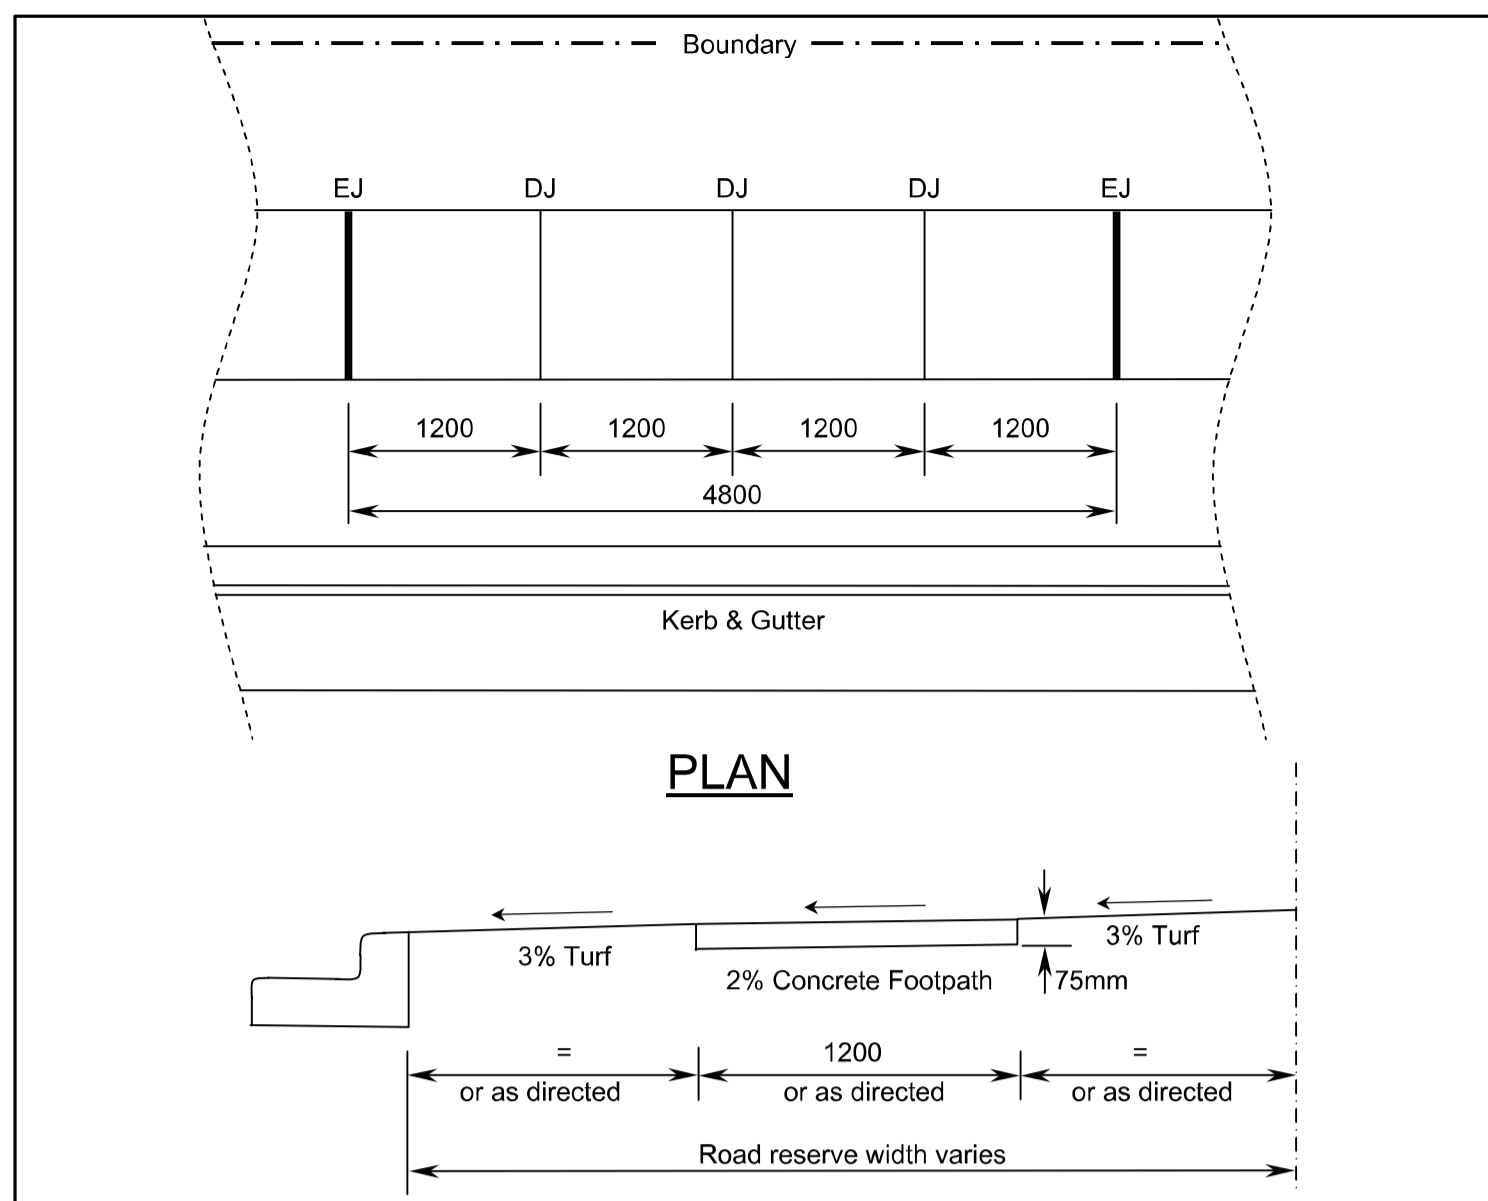 Boundary
EJ DJ DJ DJ EJ
1200 1200 1200 1200
4800
Kerb & Gutter
PLAN
3% Turf 2% Concrete Footpath 75mm 3% Turf
= 1200 =
or as directed or as directed or as directed
Road reserve width varies